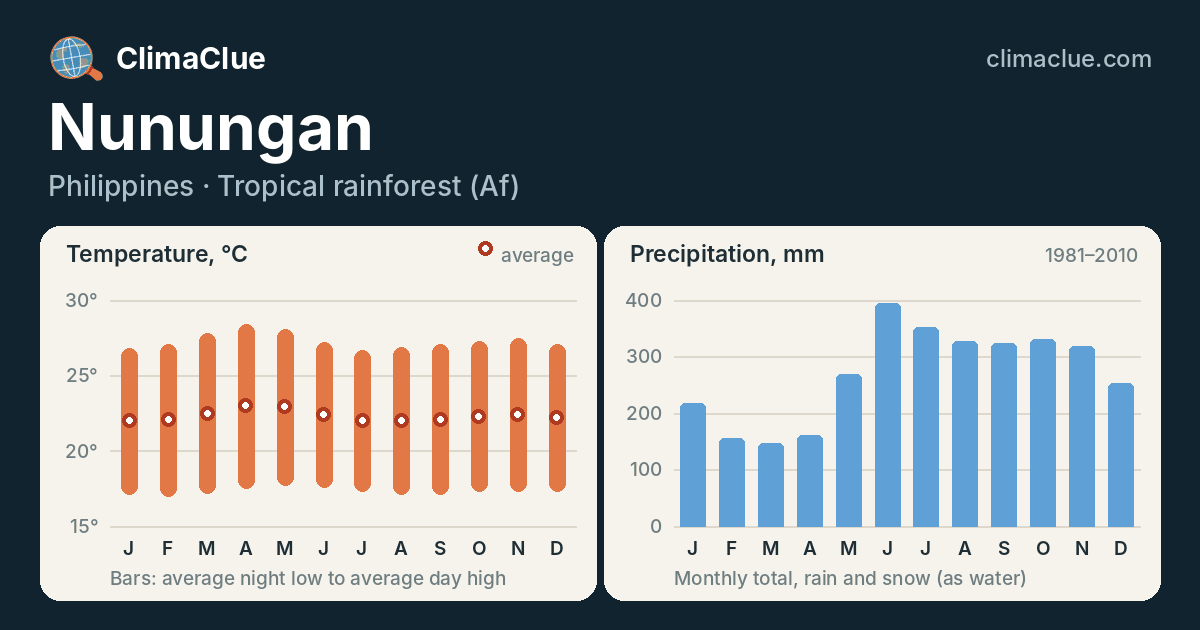 ClimaClue
climaclue.com
Nunungan
Philippines · Tropical rainforest (Af)
Temperature, °C
average
30°
25°
20°
15°
J F M A M J J A S O N D
Bars: average night low to average day high
Precipitation, mm
1981–2010
400
300
200
100
0
J F M A M J J A S O N D
Monthly total, rain and snow (as water)